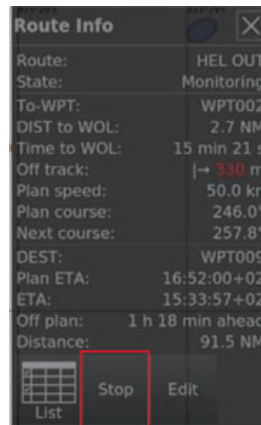 Route Info
Route: HEL OUT
State: Monitoring
To-WPT: WPT002
DIST to WOL: 2.7 NM
Time to WOL: 15 min 21 s
Off track: |→ 330 m
Plan speed: 50.0 kn
Plan course: 246.0°
Next course: 257.8°
DEST: WPT009
Plan ETA: 16:52:00+02
ETA: 15:33:57+02
Off plan: 1 h 18 min ahead
Distance: 91.5 NM
List Stop Edit